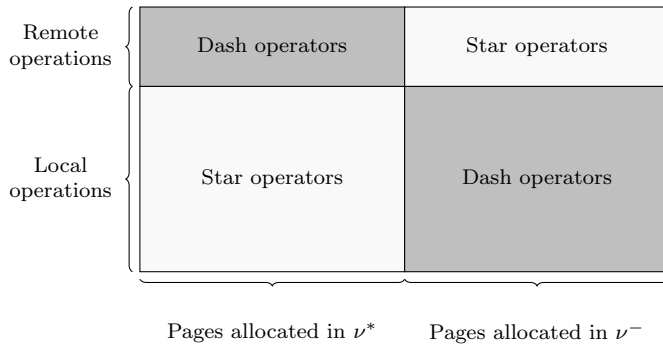 Remote
operations
Dash operators
Star operators
Local
operations
Star operators
Dash operators
Pages allocated in ν*
Pages allocated in ν−